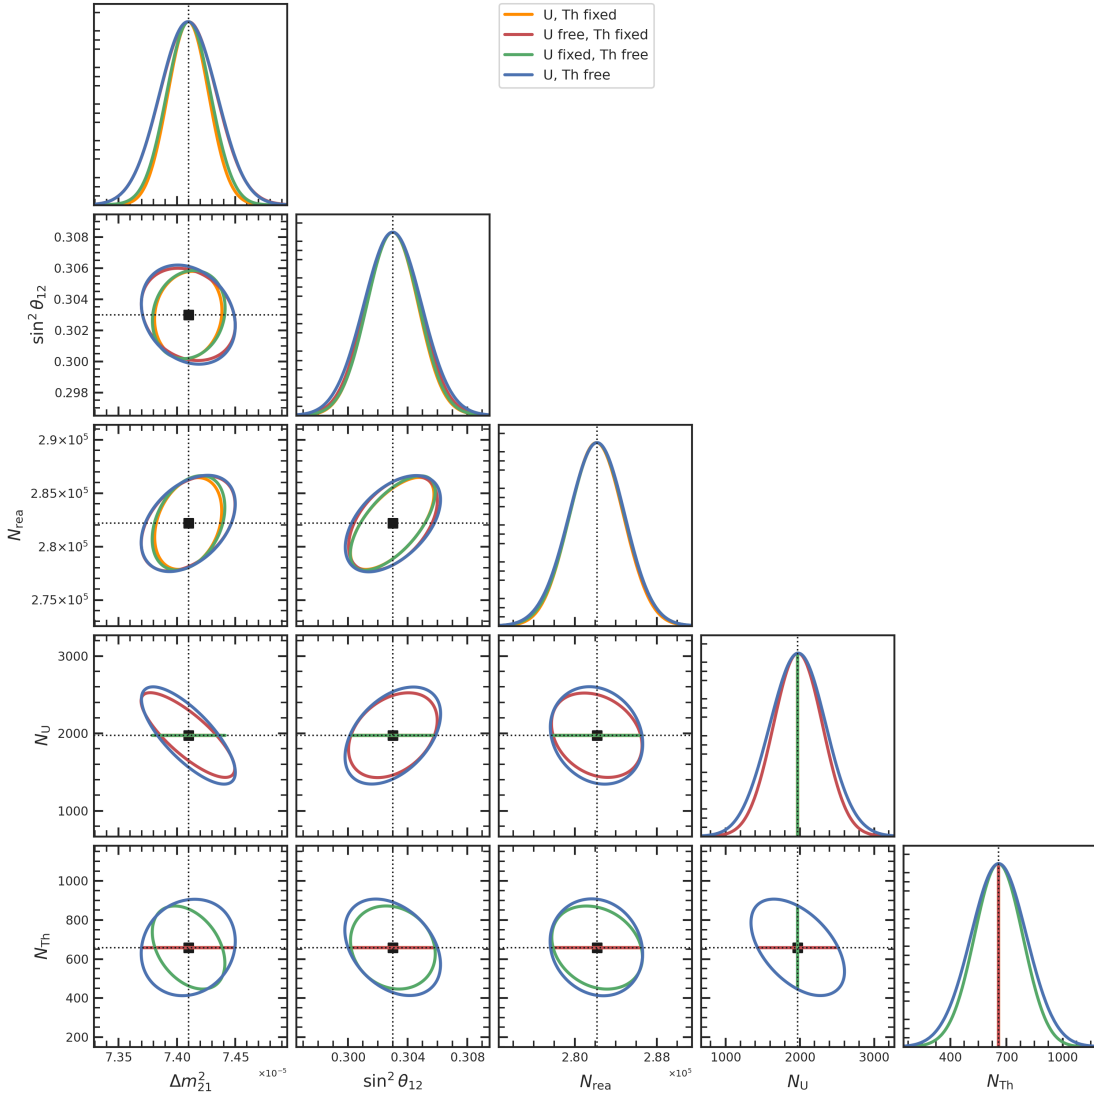 U, Th fixed
U free, Th fixed
U fixed, Th free
U, Th free
0.308
0.306
0.304
0.302
0.300
0.298
sin² θ₁₂
2.9×10⁵
2.85×10⁵
2.8×10⁵
2.75×10⁵
N_rea
3000
2000
1000
N_U
1000
800
600
400
200
N_Th
7.35 7.40 7.45
0.300 0.304 0.308
2.80 2.88
1000 2000 3000
400 700 1000
Δm²₂₁ ×10⁻⁵
sin² θ₁₂
N_rea ×10⁵
N_U
N_Th